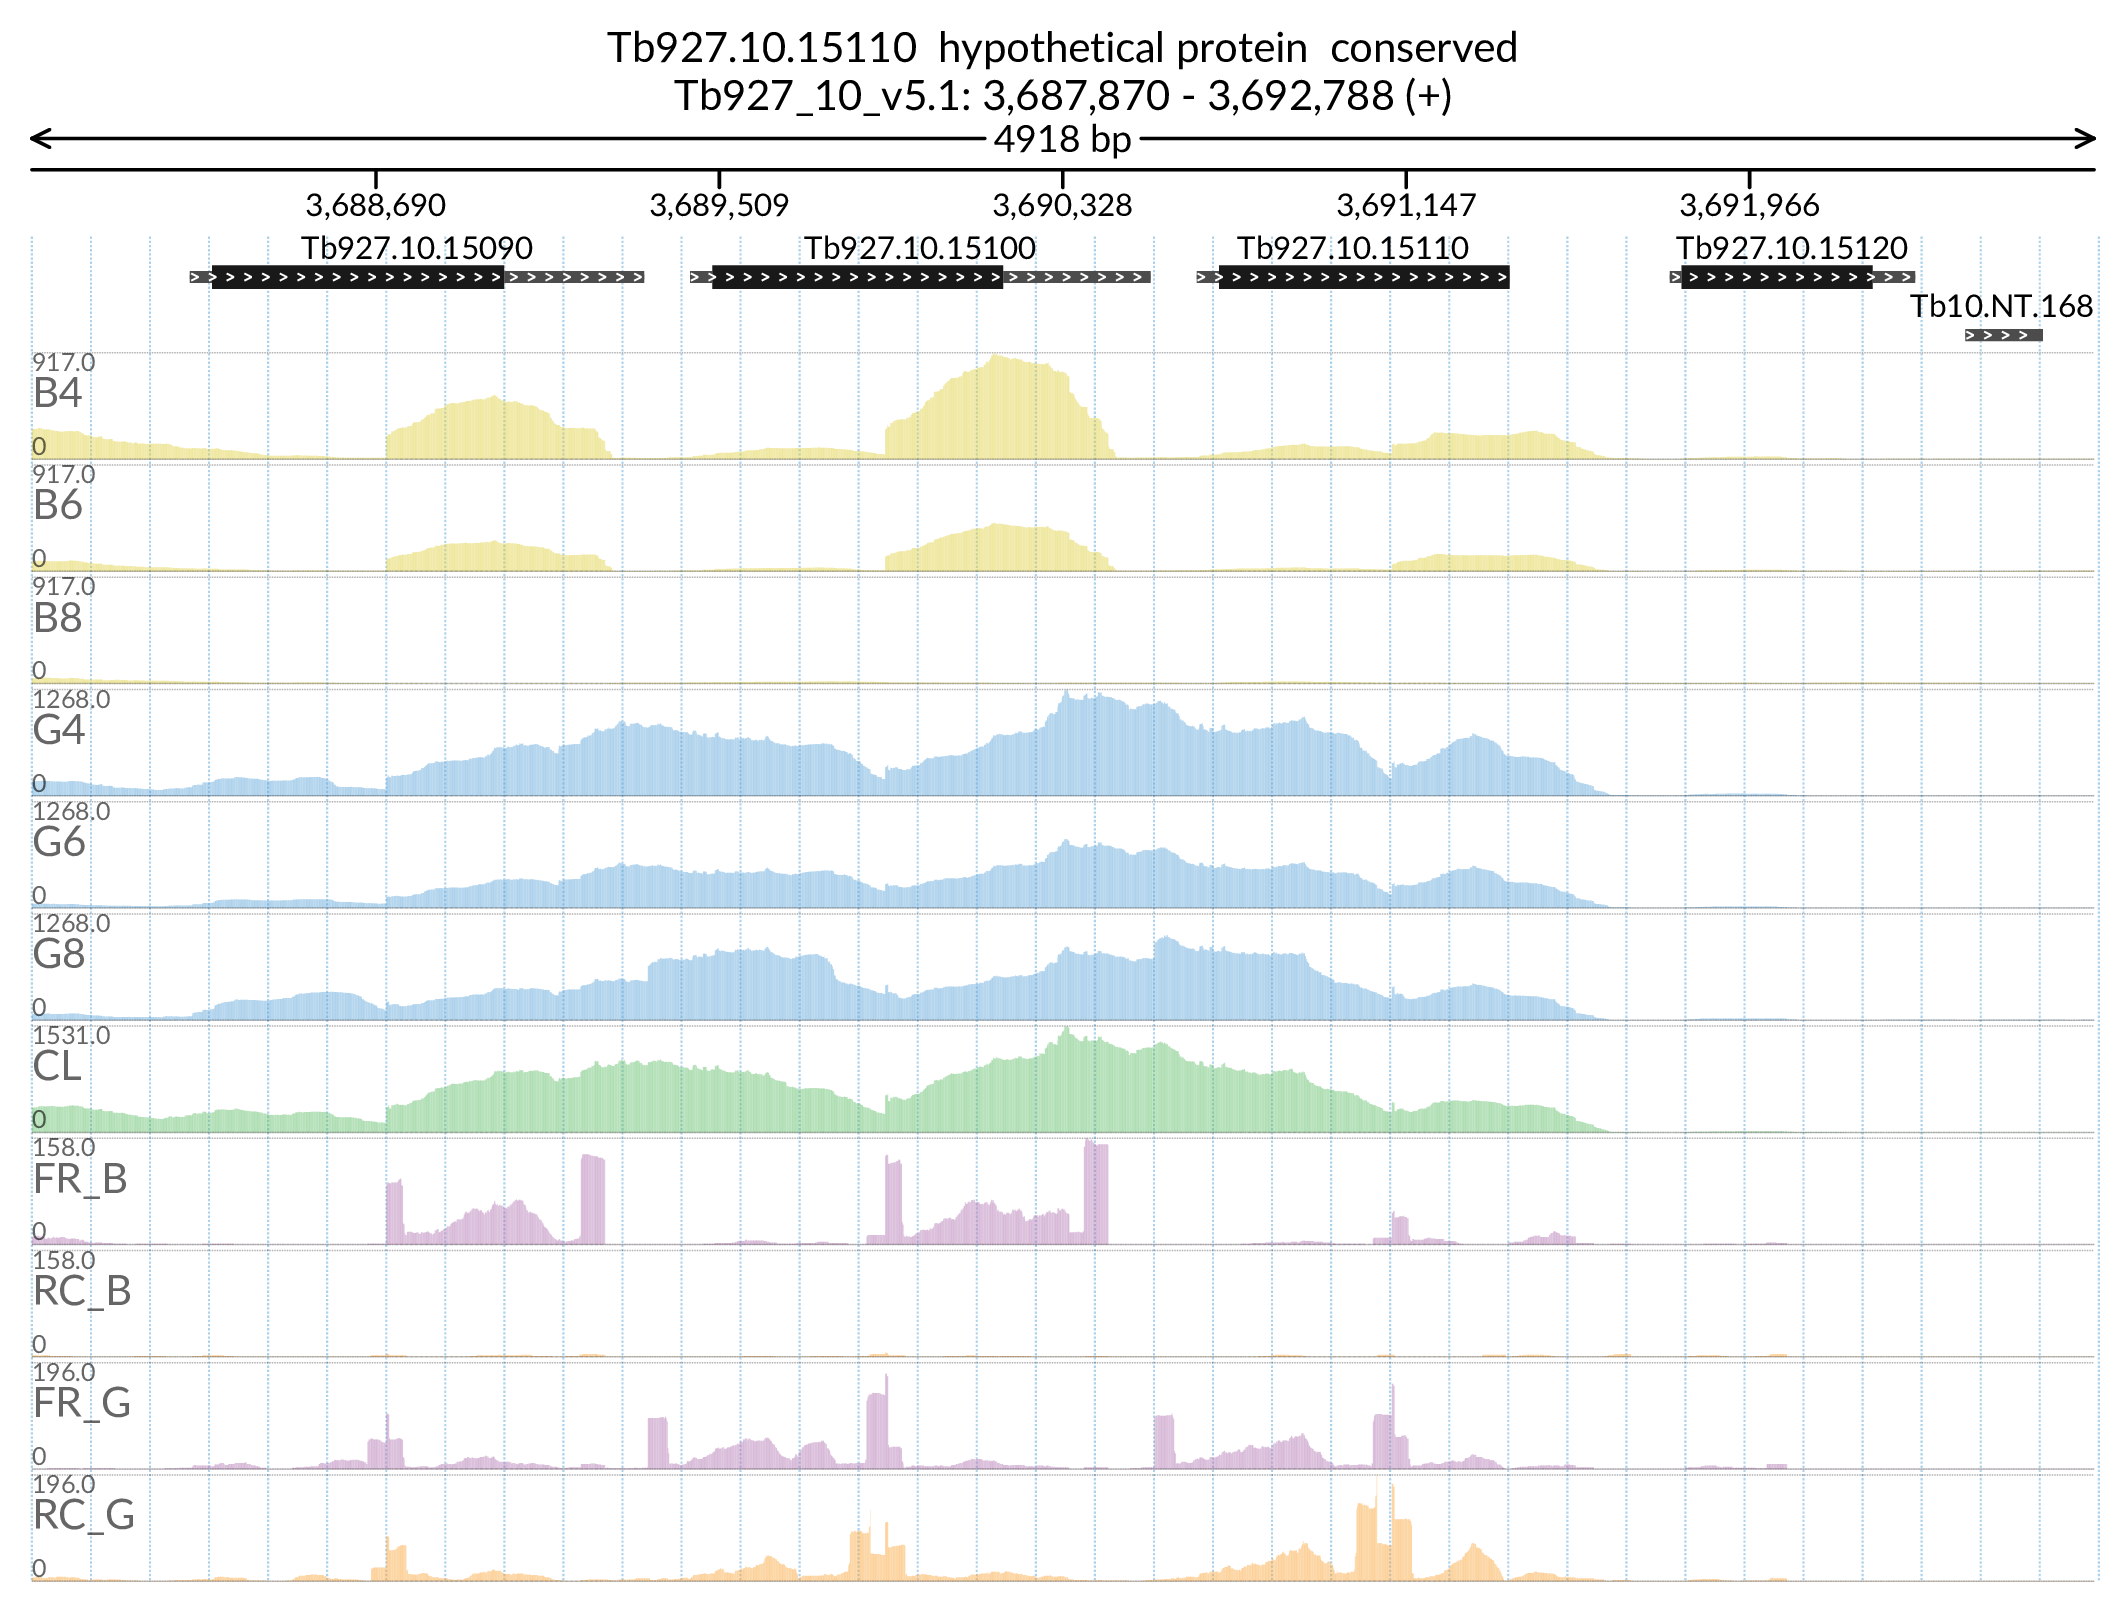 Tb927.10.15110  hypothetical protein  conserved
Tb927_10_v5.1: 3,687,870 - 3,692,788 (+)
4918 bp
3,688,690 3,689,509 3,690,328 3,691,147 3,691,966
Tb927.10.15090 Tb927.10.15100 Tb927.10.15110 Tb927.10.15120
Tb10.NT.168
917.0
B4
0
917.0
B6
0
917.0
B8
0
1268.0
G4
0
1268.0
G6
0
1268.0
G8
0
1531.0
CL
0
158.0
FR_B
0
158.0
RC_B
0
196.0
FR_G
0
196.0
RC_G
0